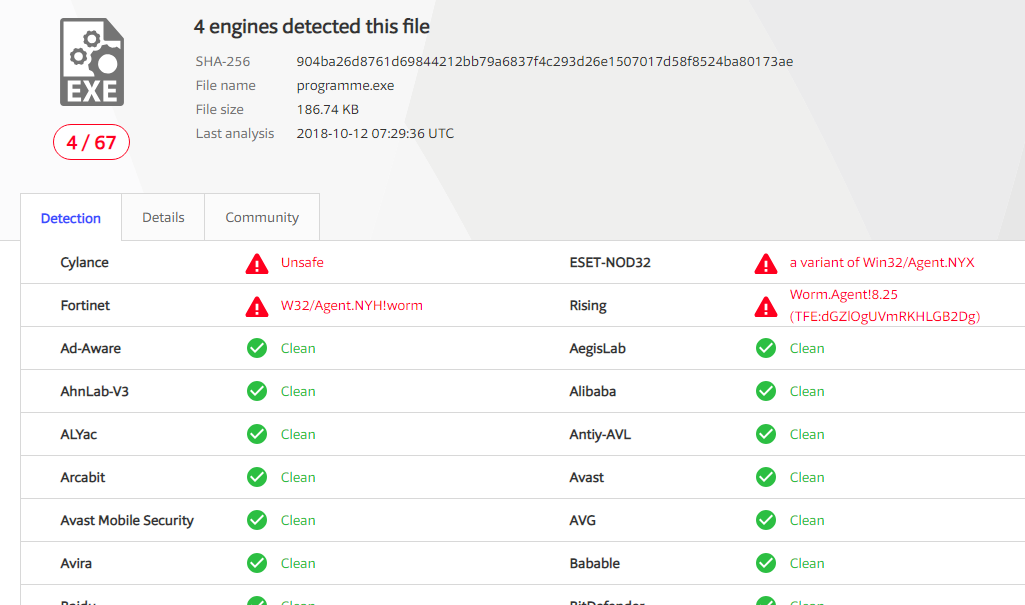 4 engines detected this file
SHA-256 904ba26d8761d69844212bb79a6837f4c293d26e1507017d58f8524ba80173ae
File name programme.exe
File size 186.74 KB
Last analysis 2018-10-12 07:29:36 UTC
EXE
4 / 67
Detection Details Community
Cylance Unsafe ESET-NOD32 a variant of Win32/Agent.NYX
Fortinet W32/Agent.NYH!worm Rising Worm.Agent!8.25
(TFE:dGZlOgUVmRKHLGB2Dg)
Ad-Aware Clean AegisLab Clean
AhnLab-V3 Clean Alibaba Clean
ALYac Clean Antiy-AVL Clean
Arcabit Clean Avast Clean
Avast Mobile Security Clean AVG Clean
Avira Clean Babable Clean
Baidu Clean BitDefender Clean